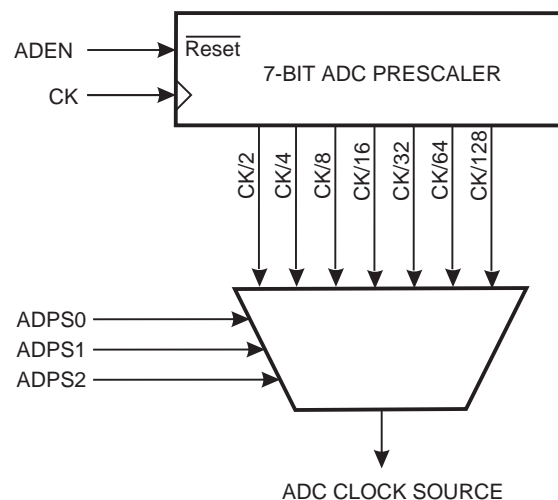 ADEN
Reset
7-BIT ADC PRESCALER
CK
CK/2
CK/4
CK/8
CK/16
CK/32
CK/64
CK/128
ADPS0
ADPS1
ADPS2
ADC CLOCK SOURCE